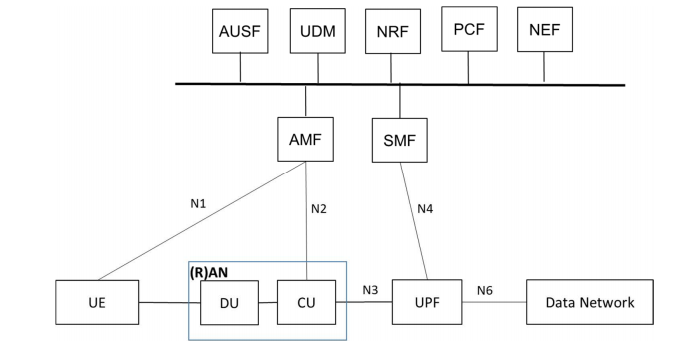 AUSF
UDM
NRF
PCF
NEF
AMF
SMF
N1
N2
N4
(R)AN
UE
DU
CU
N3
UPF
N6
Data Network